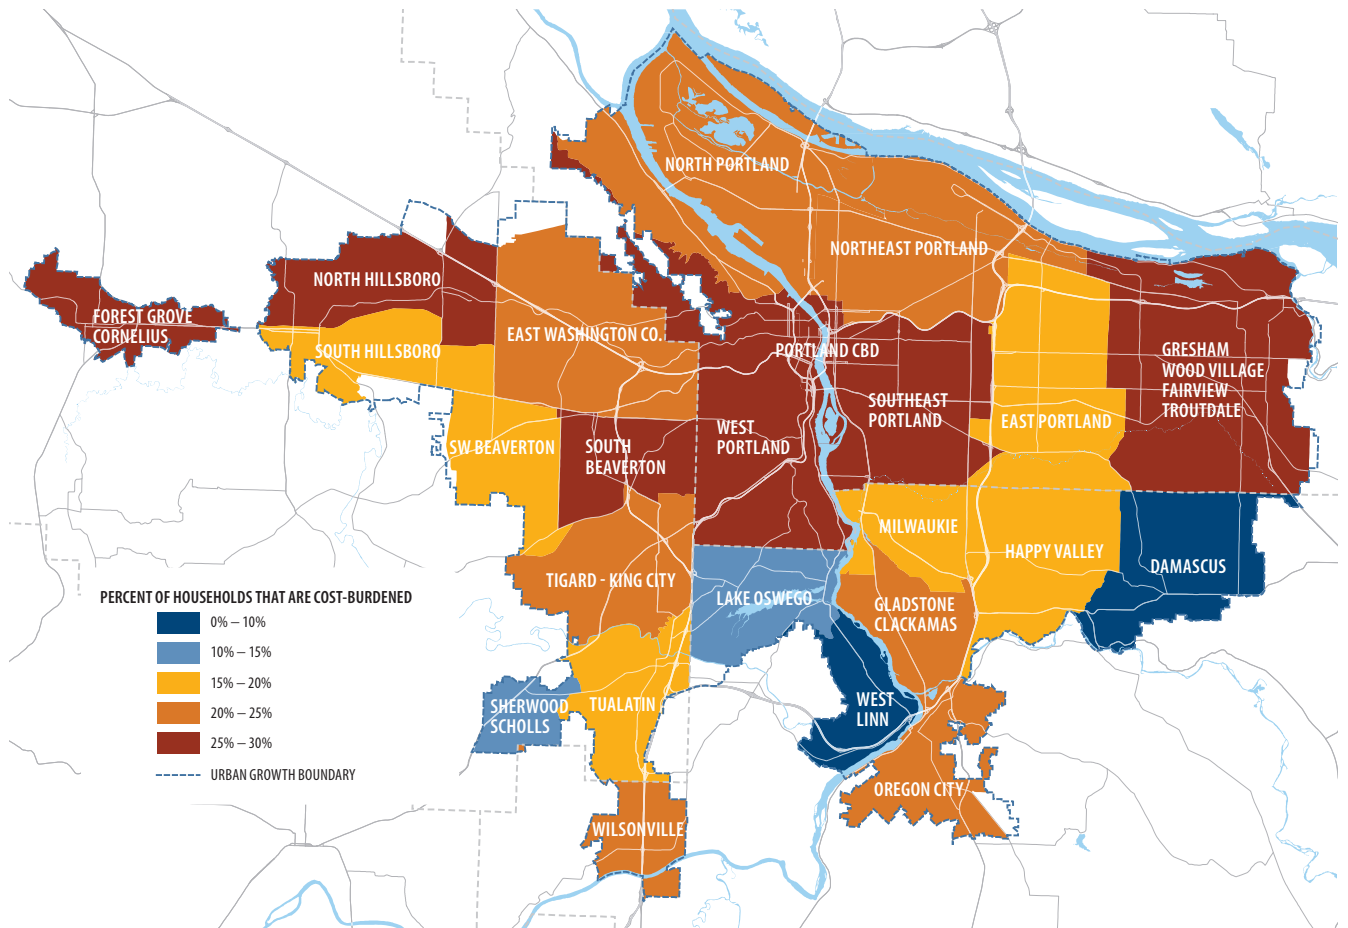 NORTH PORTLAND
NORTHEAST PORTLAND
NORTH HILLSBORO
FOREST GROVE
CORNELIUS
EAST WASHINGTON CO.
SOUTH HILLSBORO
PORTLAND CBD
GRESHAM
WOOD VILLAGE
FAIRVIEW
TROUTDALE
SOUTHEAST
PORTLAND
EAST PORTLAND
WEST
PORTLAND
SW BEAVERTON
SOUTH
BEAVERTON
MILWAUKIE
HAPPY VALLEY
DAMASCUS
TIGARD - KING CITY
LAKE OSWEGO
GLADSTONE
CLACKAMAS
PERCENT OF HOUSEHOLDS THAT ARE COST-BURDENED
0% – 10%
10% – 15%
15% – 20%
20% – 25%
25% – 30%
URBAN GROWTH BOUNDARY
SHERWOOD
SCHOLLS
TUALATIN
WEST
LINN
OREGON CITY
WILSONVILLE